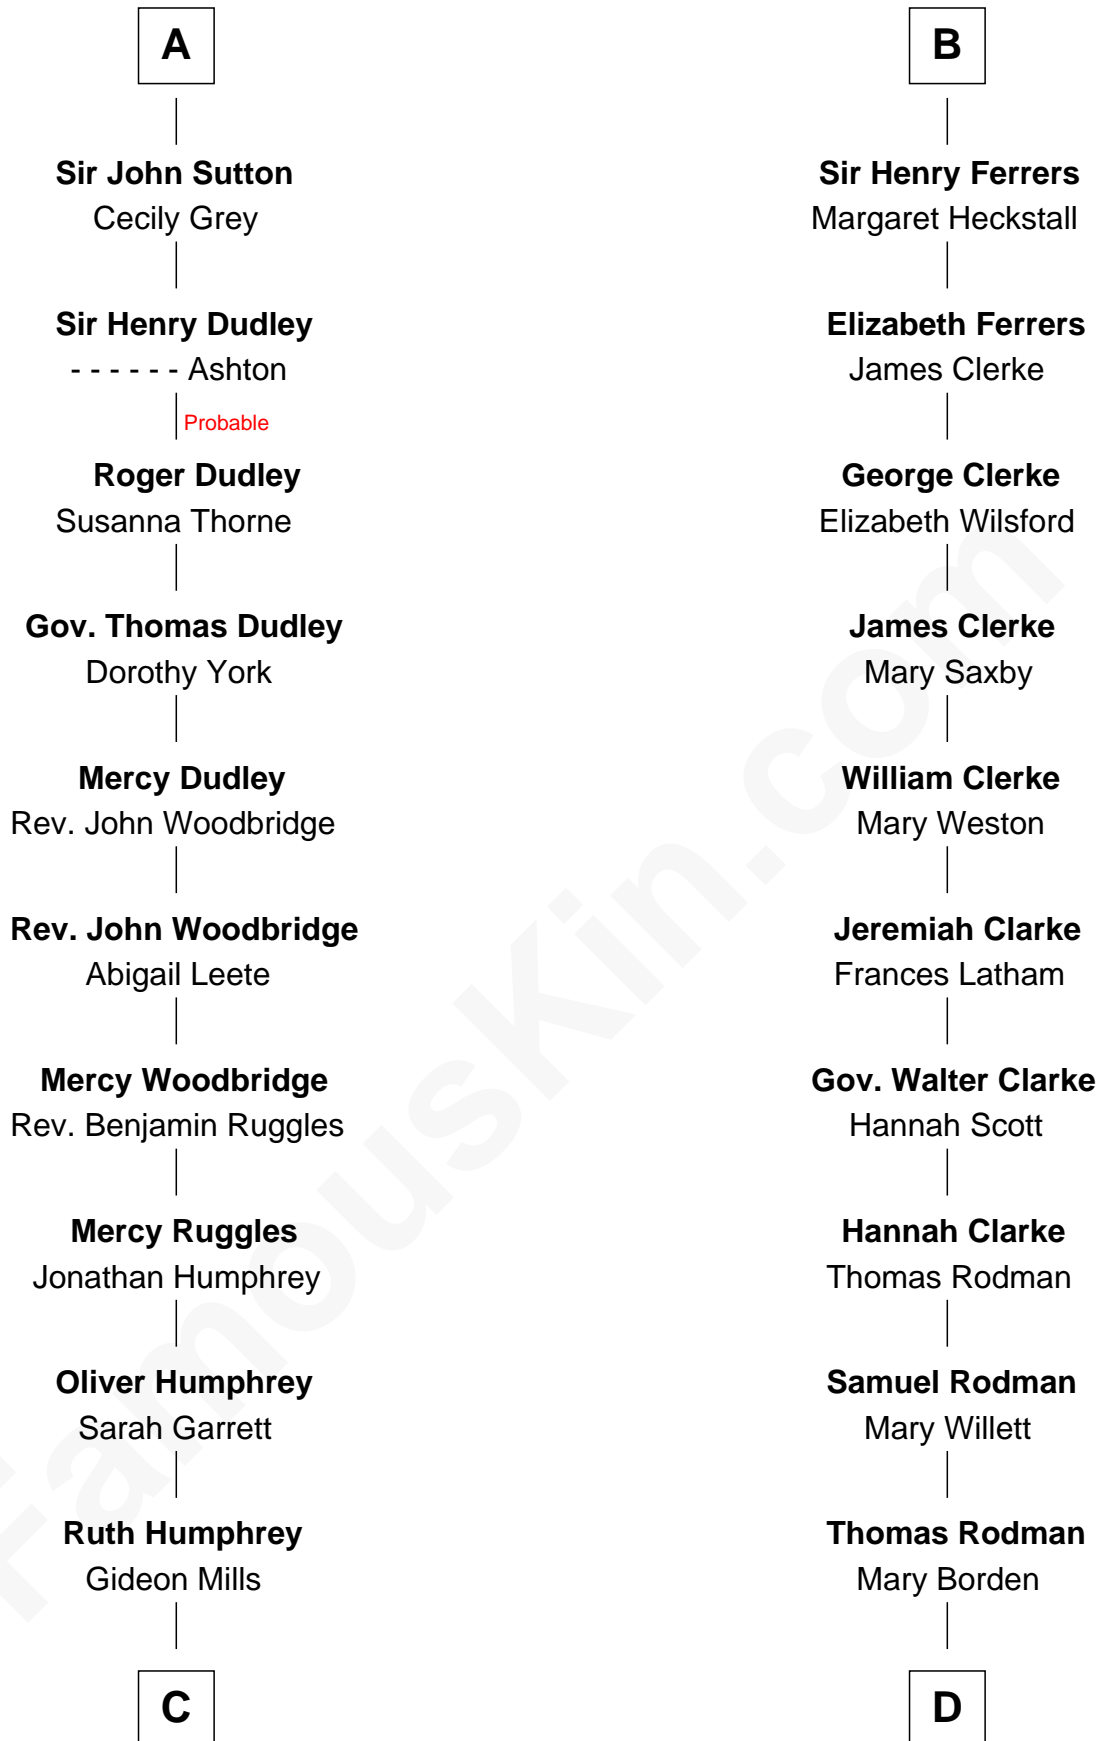 A
Sir John Sutton
Cecily Grey
Sir Henry Dudley
- - - - - - Ashton
Probable
Roger Dudley
Susanna Thorne
Gov. Thomas Dudley
Dorothy York
Mercy Dudley
Rev. John Woodbridge
Rev. John Woodbridge
Abigail Leete
Mercy Woodbridge
Rev. Benjamin Ruggles
Mercy Ruggles
Jonathan Humphrey
Oliver Humphrey
Sarah Garrett
Ruth Humphrey
Gideon Mills
C
B
Sir Henry Ferrers
Margaret Heckstall
Elizabeth Ferrers
James Clerke
George Clerke
Elizabeth Wilsford
James Clerke
Mary Saxby
William Clerke
Mary Weston
Jeremiah Clarke
Frances Latham
Gov. Walter Clarke
Hannah Scott
Hannah Clarke
Thomas Rodman
Samuel Rodman
Mary Willett
Thomas Rodman
Mary Borden
D
FamousKin.com